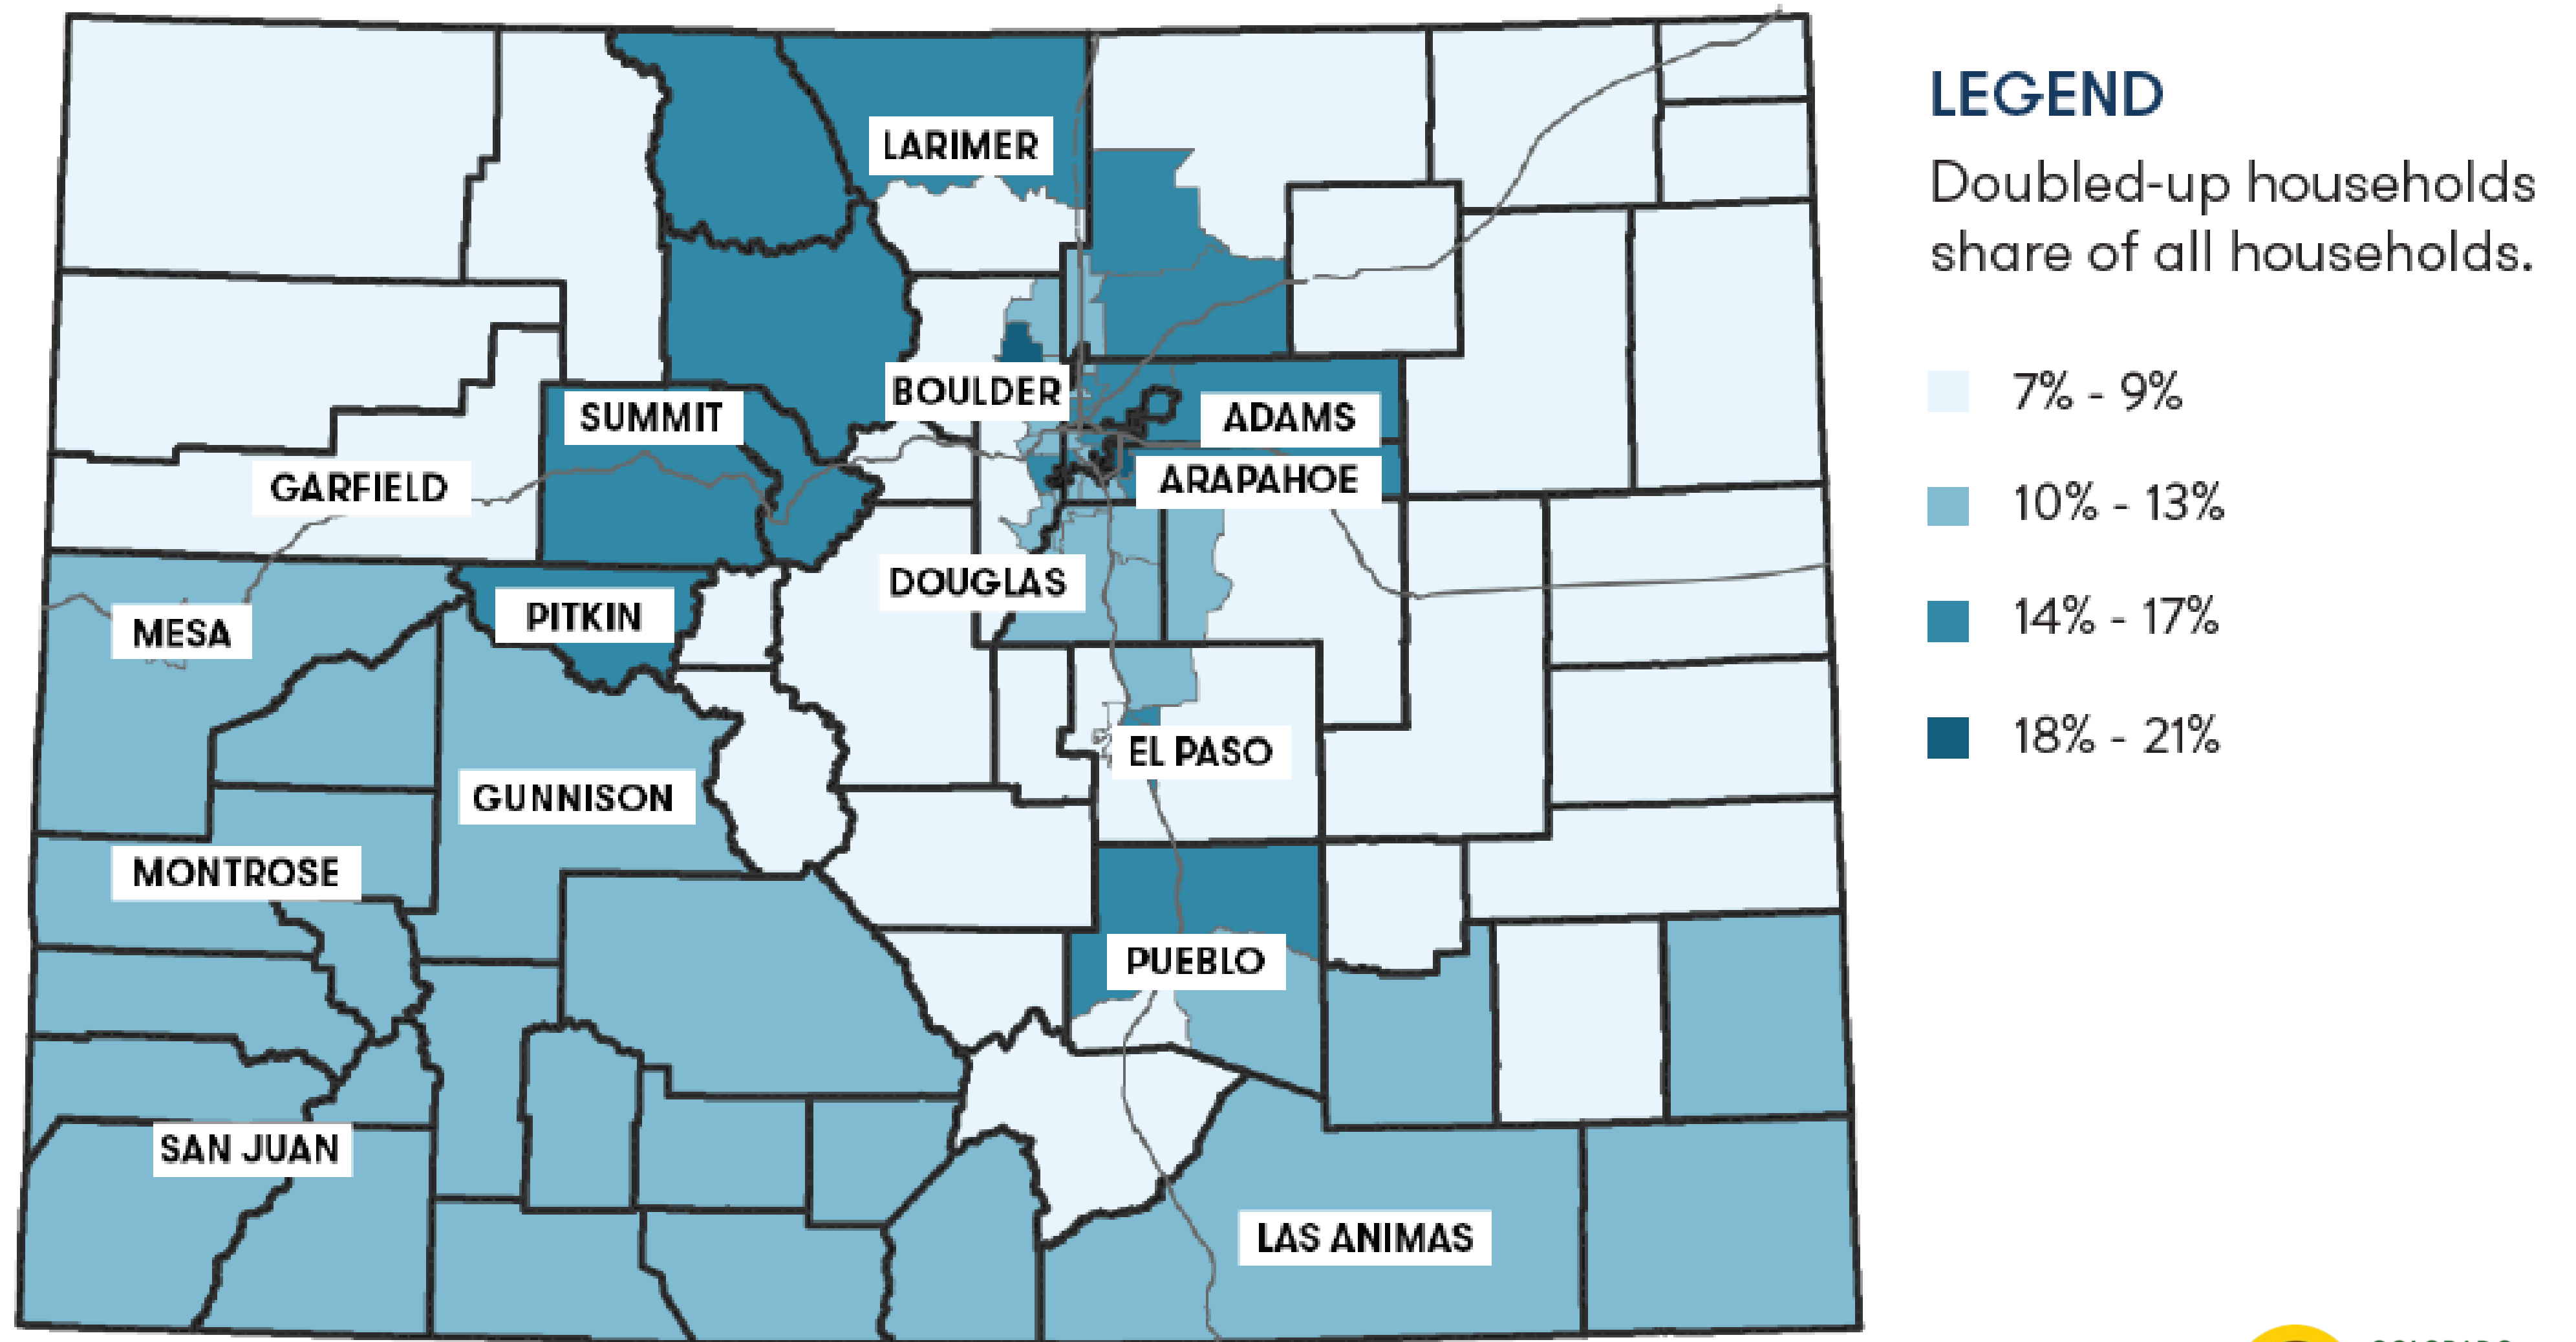 LARIMER
BOULDER
SUMMIT
ADAMS
GARFIELD
ARAPAHOE
DOUGLAS
PITKIN
MESA
EL PASO
GUNNISON
MONTROSE
PUEBLO
SAN JUAN
LAS ANIMAS
LEGEND
Doubled-up households
share of all households.
7% - 9%
10% - 13%
14% - 17%
18% - 21%